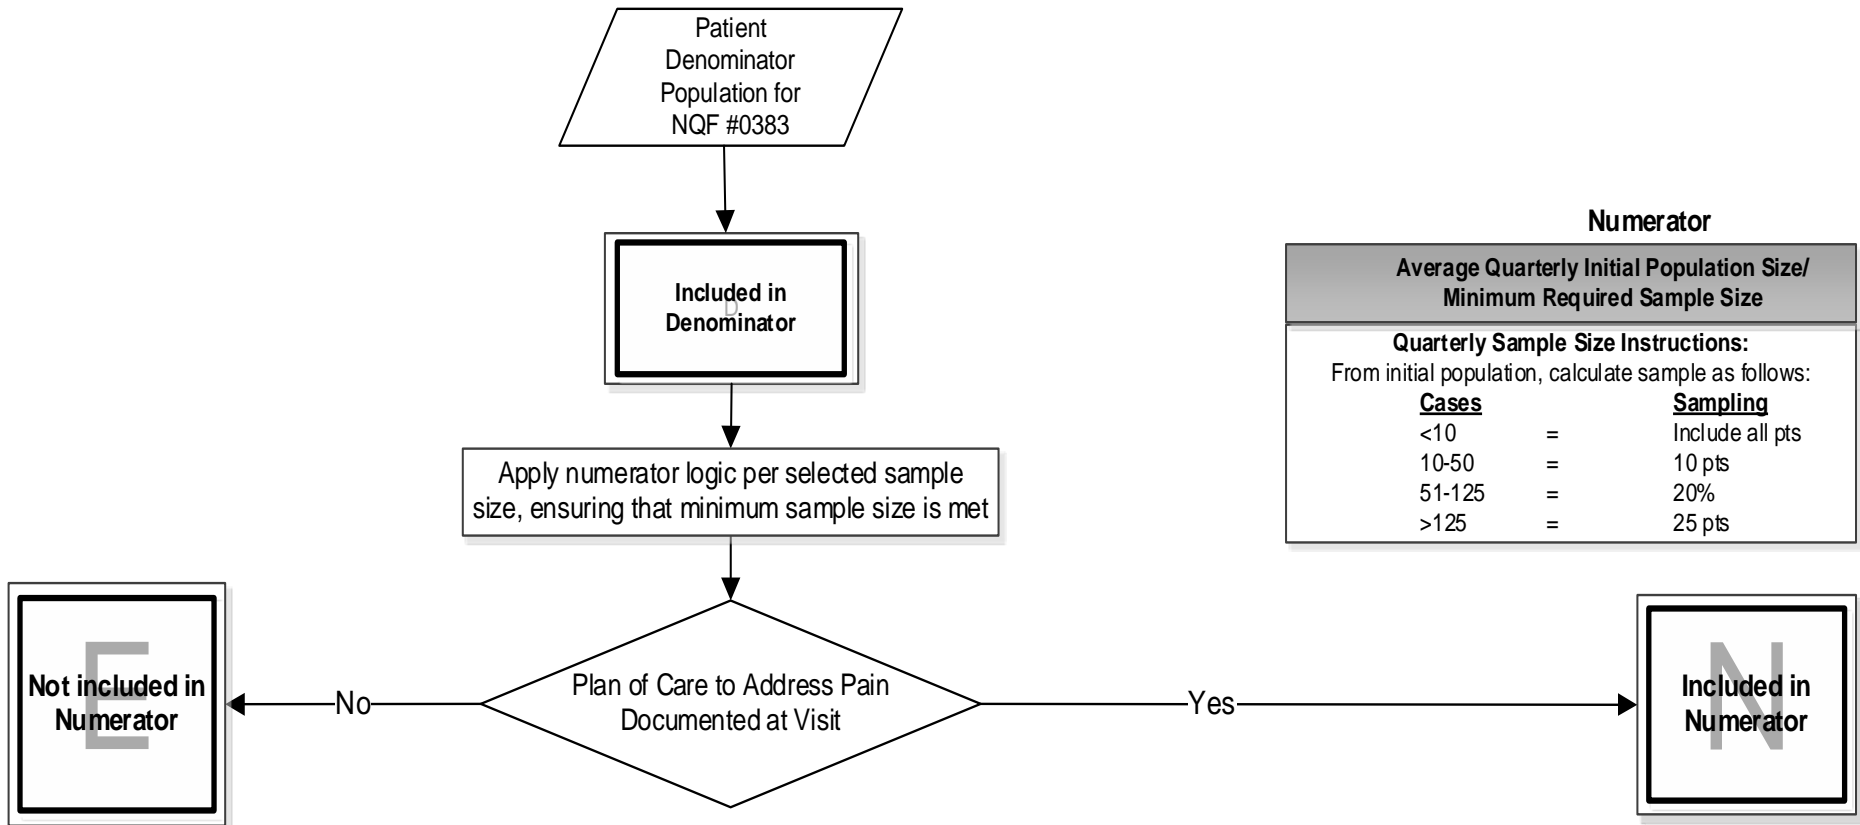 Patient
Denominator
Population for
NQF #0383
Numerator
Average Quarterly Initial Population Size/
Minimum Required Sample Size
Included in
Denominator
D
Quarterly Sample Size Instructions:
From initial population, calculate sample as follows:
Cases Sampling
<10 = Include all pts
10-50 = 10 pts
51-125 = 20%
>125 = 25 pts
Apply numerator logic per selected sample
size, ensuring that minimum sample size is met
E
Not included in
Numerator
No
Plan of Care to Address Pain
Documented at Visit
Yes
N
Included in
Numerator